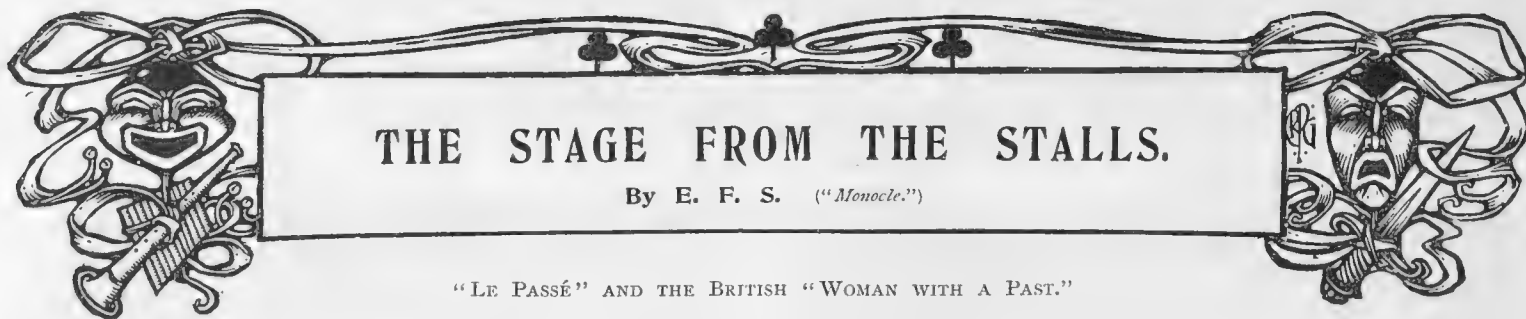 THE STAGE FROM THE STALLS.
By E. F. S. ("Monocle.")
"LE PASSÉ" AND THE BRITISH "WOMAN WITH A PAST."